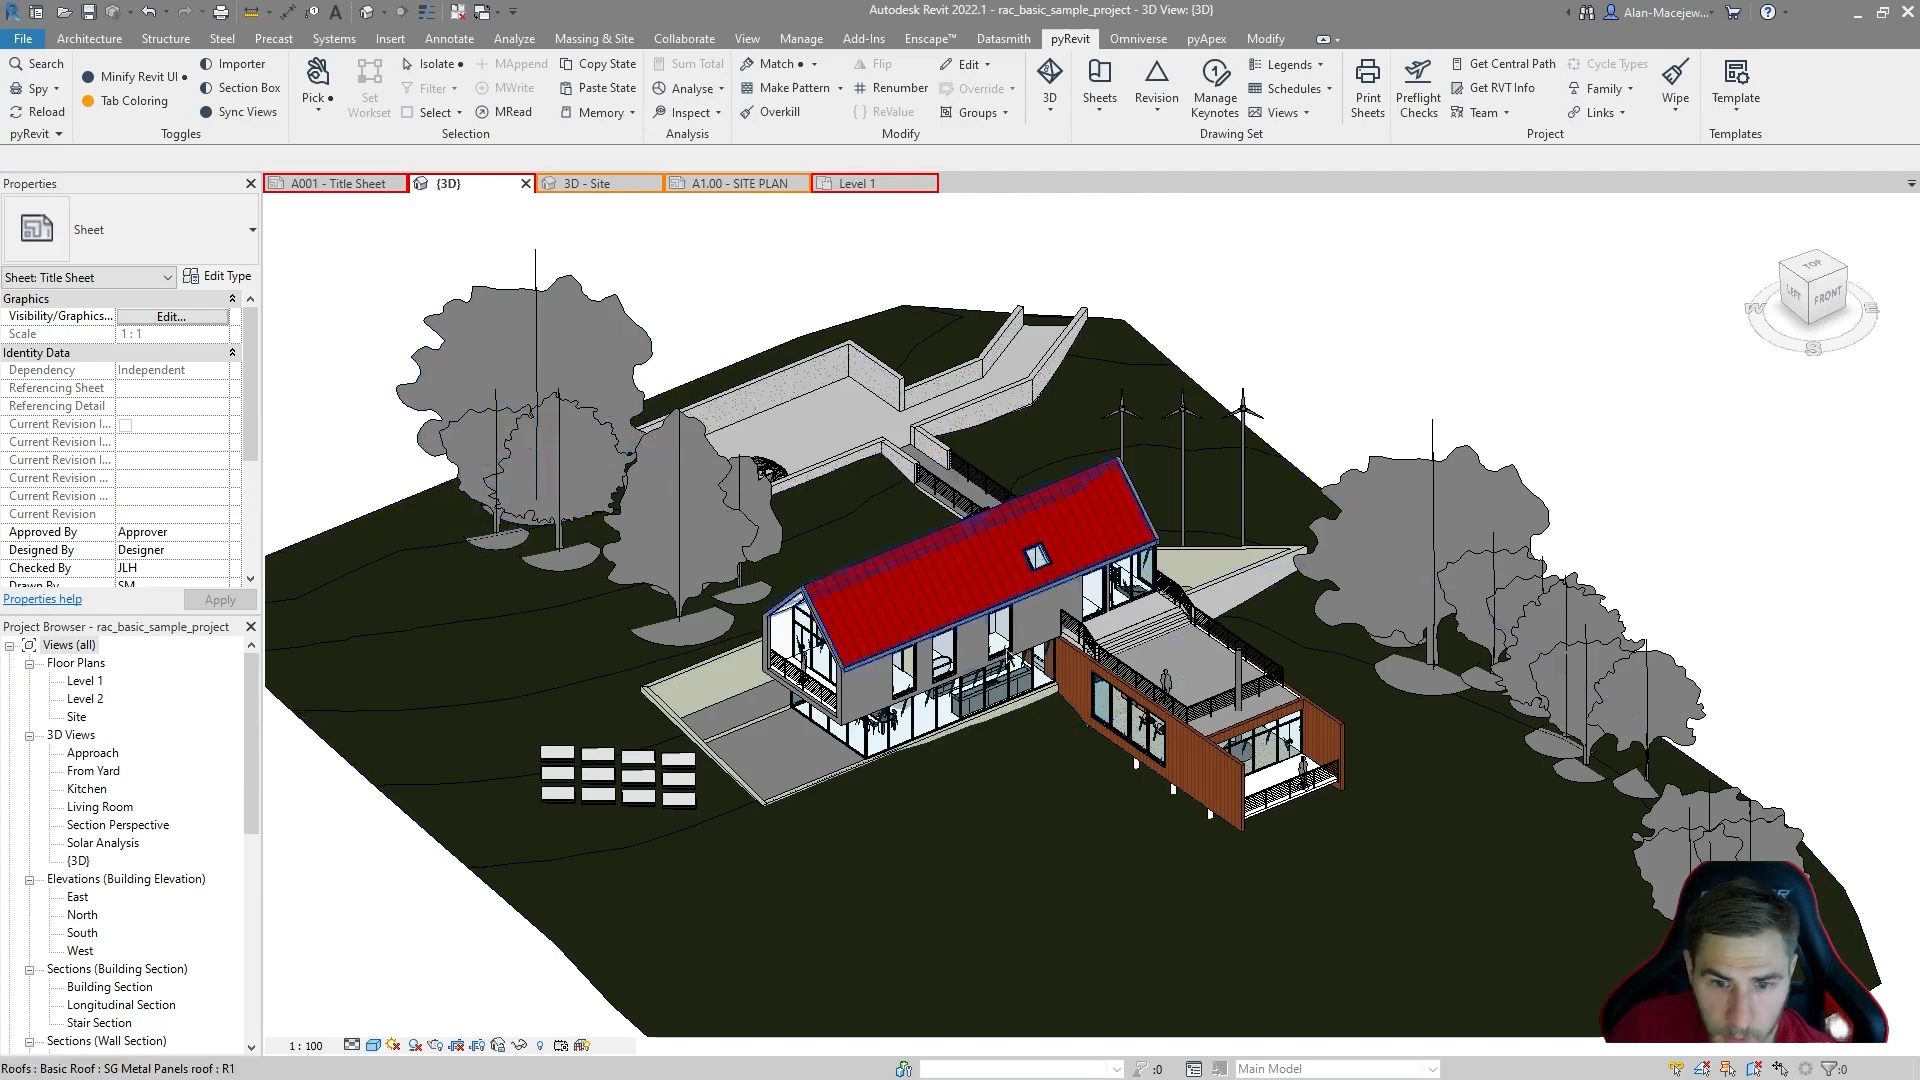 Autodesk Revit 2022.1 - rac_basic_sample_project - 3D View: {3D}
Alan-Macejew...
File Architecture Structure Steel Precast Systems Insert Annotate Analyze Massing & Site Collaborate View Manage Add-Ins Enscape™ Datasmith pyRevit Omniverse pyApex Modify
Search Minify Revit UI Importer Pick Set Workset Isolate MAppend Copy State Sum Total Match Flip Edit 3D Sheets Revision Manage Keynotes Legends Print Sheets Preflight Checks Get Central Path Cycle Types Wipe Template
Spy Tab Coloring Section Box Filter MWrite Paste State Analyse Make Pattern Renumber Override Schedules Get RVT Info Family
Reload Sync Views Select MRead Memory Inspect Overkill ReValue Groups Views Team Links
pyRevit Toggles Selection Analysis Modify Drawing Set Project Templates
Properties
A001 - Title Sheet {3D} 3D - Site A1.00 - SITE PLAN Level 1
Sheet
Sheet: Title Sheet Edit Type
Graphics
Visibility/Graphics... Edit...
Scale 1 : 1
Identity Data
Dependency Independent
Referencing Sheet
Referencing Detail
Current Revision I...
Current Revision I...
Current Revision I...
Current Revision ...
Current Revision ...
Current Revision
Approved By Approver
Designed By Designer
Checked By JLH
Drawn By SM
Properties help Apply
Project Browser - rac_basic_sample_project
Views (all)
Floor Plans
Level 1
Level 2
Site
3D Views
Approach
From Yard
Kitchen
Living Room
Section Perspective
Solar Analysis
{3D}
Elevations (Building Elevation)
East
North
South
West
Sections (Building Section)
Building Section
Longitudinal Section
Stair Section
Sections (Wall Section)
TOP
LEFT FRONT
W E
S
1 : 100
Roofs : Basic Roof : SG Metal Panels roof : R1
:0
Main Model
:0